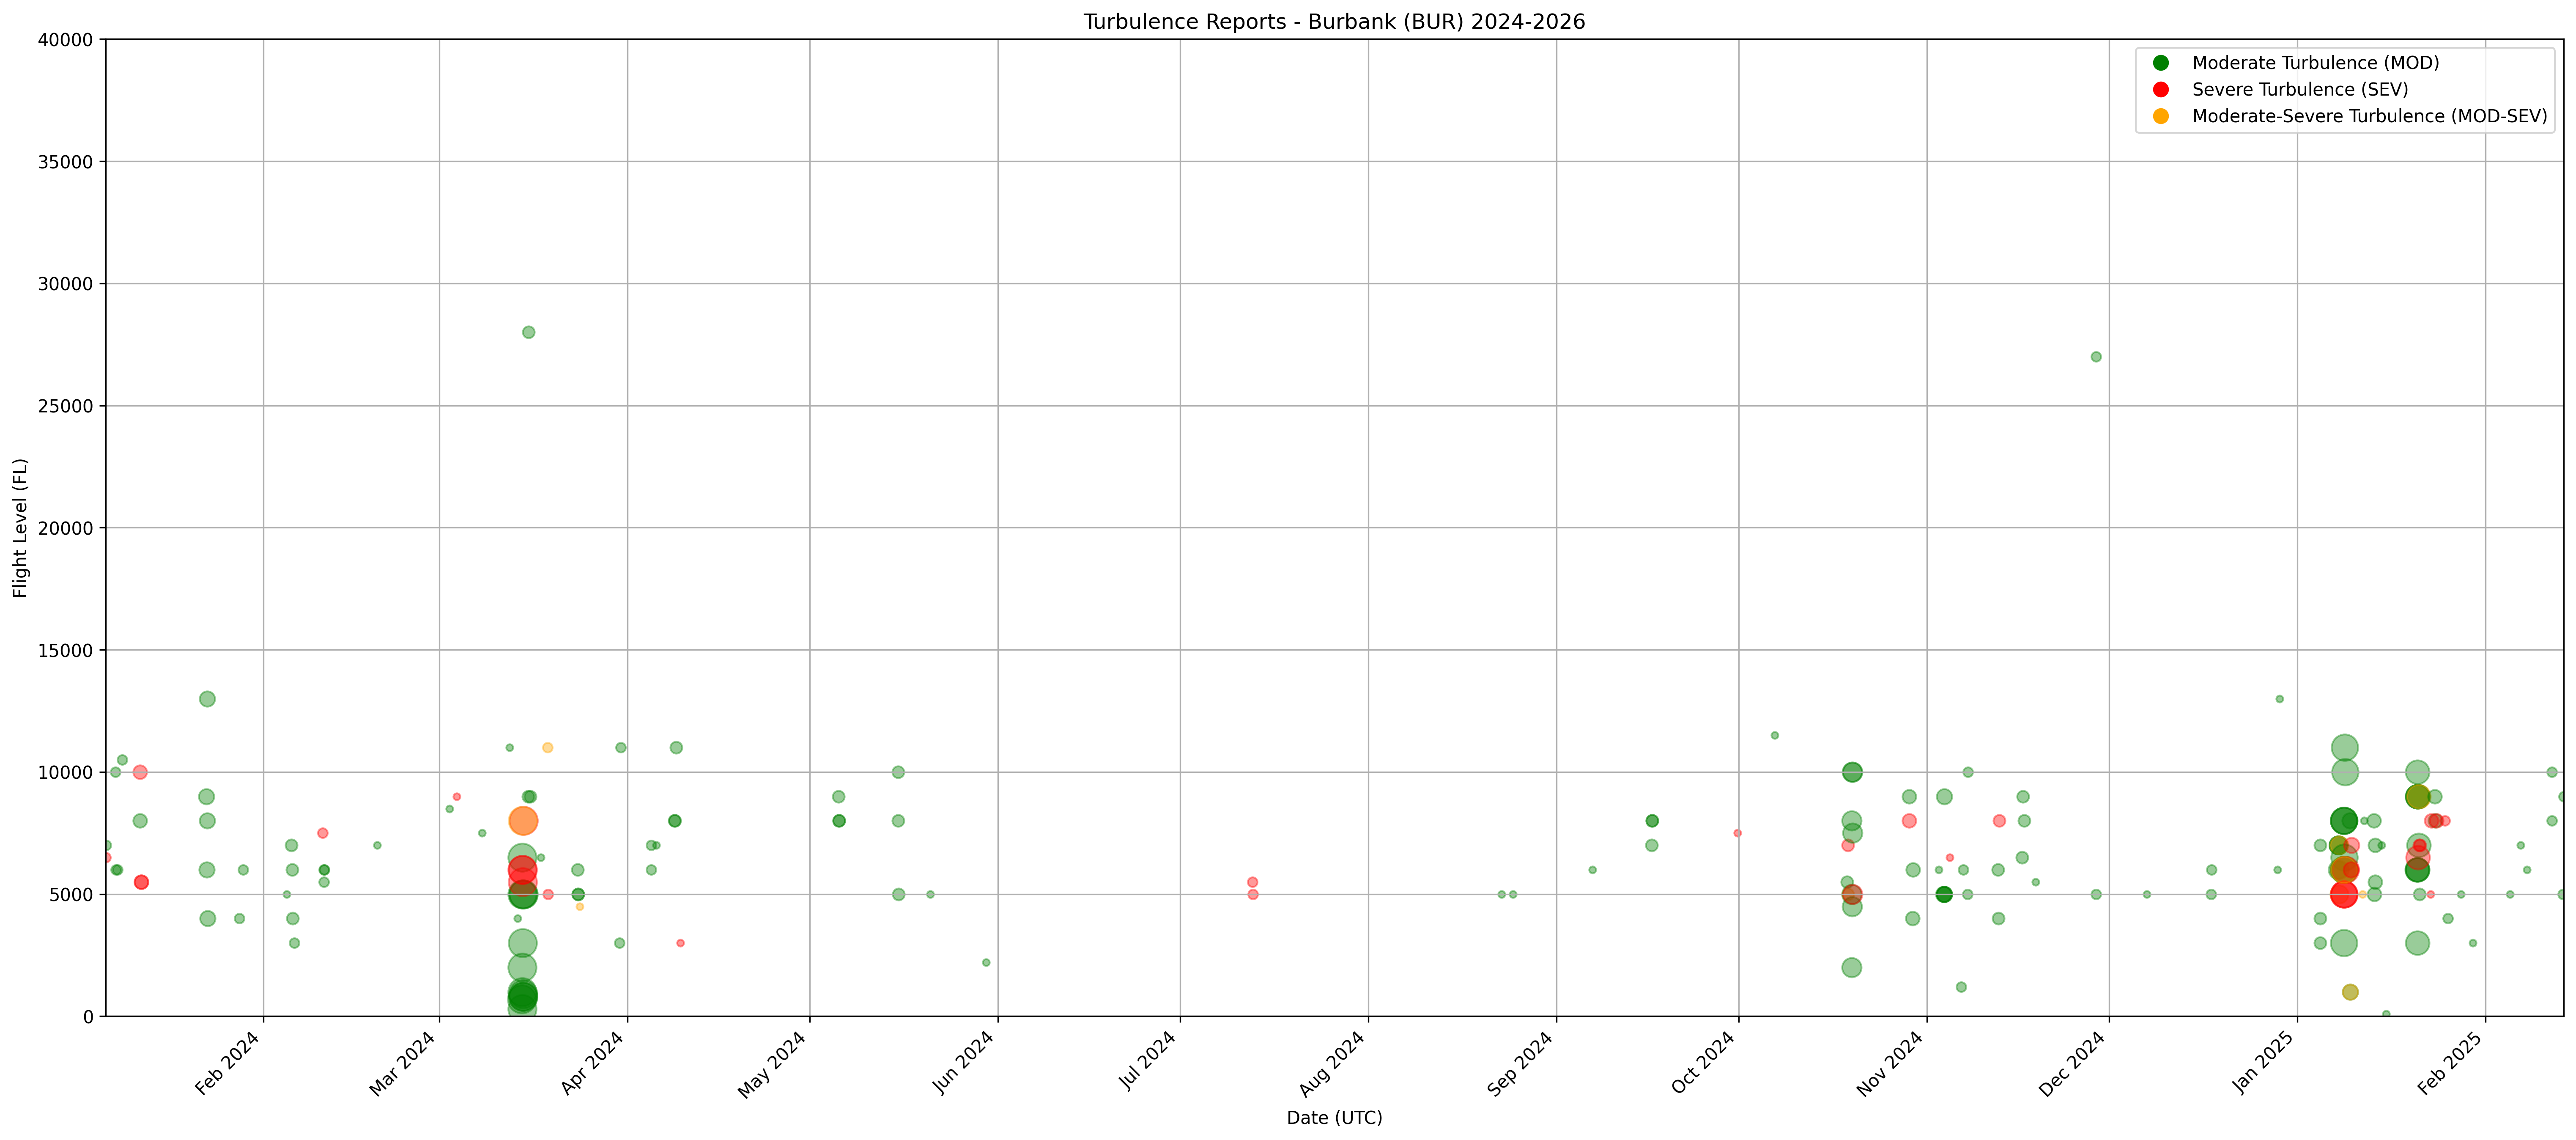 Turbulence Reports - Burbank (BUR) 2024-2026
40000
35000
30000
25000
20000
15000
10000
5000
0
Flight Level (FL)
Moderate Turbulence (MOD)
Severe Turbulence (SEV)
Moderate-Severe Turbulence (MOD-SEV)
Feb 2024
Mar 2024
Apr 2024
May 2024
Jun 2024
Jul 2024
Aug 2024
Sep 2024
Oct 2024
Nov 2024
Dec 2024
Jan 2025
Feb 2025
Date (UTC)